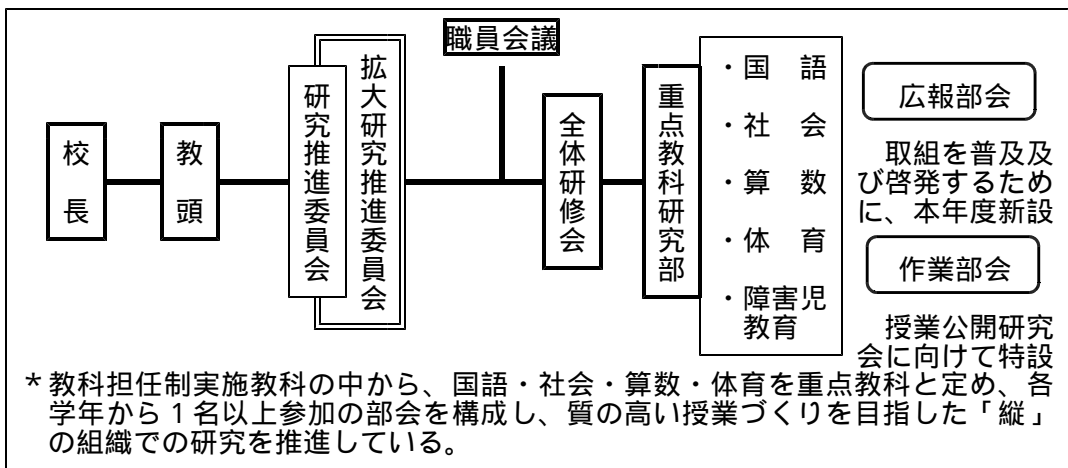 職員会議
校長
教頭
研究推進委員会
拡大研究推進委員会
全体研修会
重点教科研究部
・国　語
・社　会
・算　数
・体　育
・障害児
教育
広報部会
取組を普及及
び啓発するため
に、本年度新設
作業部会
授業公開研究
会に向けて特設
*教科担任制実施教科の中から、国語・社会・算数・体育を重点教科と定め、各
学年から1名以上参加の部会を構成し、質の高い授業づくりを目指した「縦」
の組織での研究を推進している。